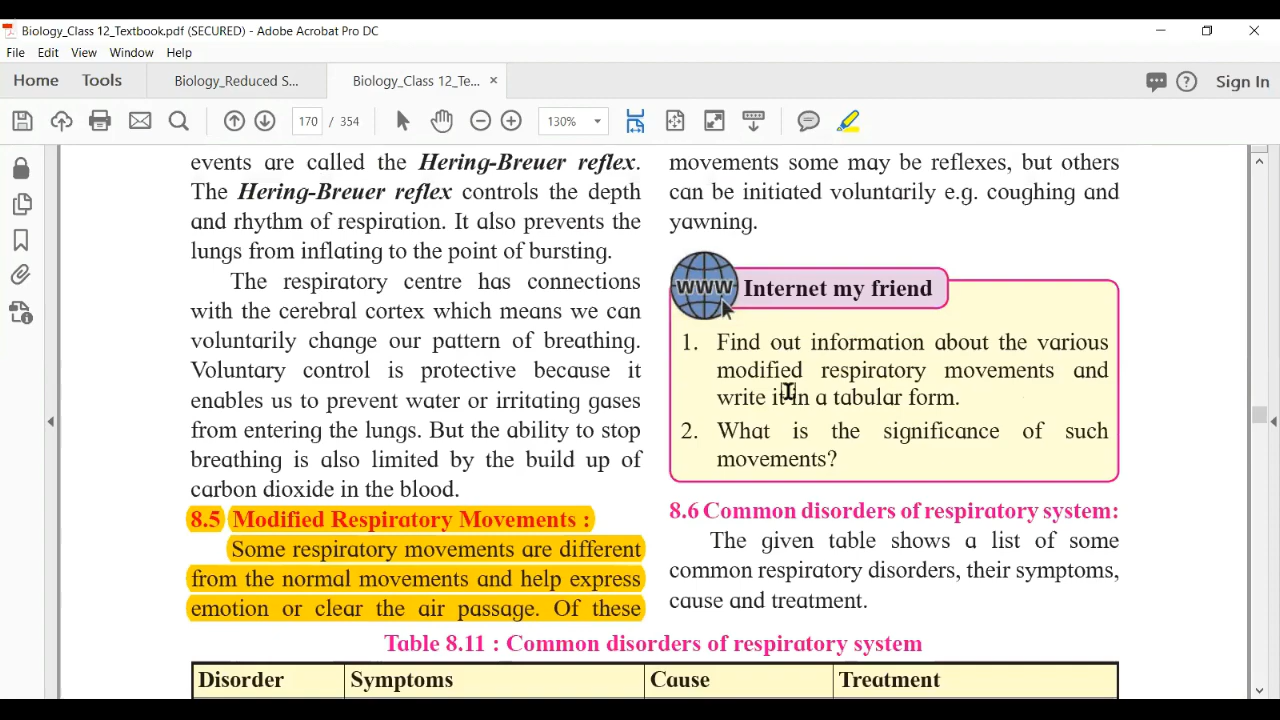 Biology_Class 12_Textbook.pdf (SECURED) - Adobe Acrobat Pro DC
File Edit View Window Help
Home Tools Biology_Reduced S... Biology_Class 12_Te... × Sign In
170 / 354 130%
events are called the Hering-Breuer reflex.
The Hering-Breuer reflex controls the depth
and rhythm of respiration. It also prevents the
lungs from inflating to the point of bursting.
The respiratory centre has connections
with the cerebral cortex which means we can
voluntarily change our pattern of breathing.
Voluntary control is protective because it
enables us to prevent water or irritating gases
from entering the lungs. But the ability to stop
breathing is also limited by the build up of
carbon dioxide in the blood.
8.5 Modified Respiratory Movements :
Some respiratory movements are different
from the normal movements and help express
emotion or clear the air passage. Of these
movements some may be reflexes, but others
can be initiated voluntarily e.g. coughing and
yawning.
www Internet my friend
1. Find out information about the various
modified respiratory movements and
write it in a tabular form.
2. What is the significance of such
movements?
8.6 Common disorders of respiratory system:
The given table shows a list of some
common respiratory disorders, their symptoms,
cause and treatment.
Table 8.11 : Common disorders of respiratory system
Disorder Symptoms Cause Treatment